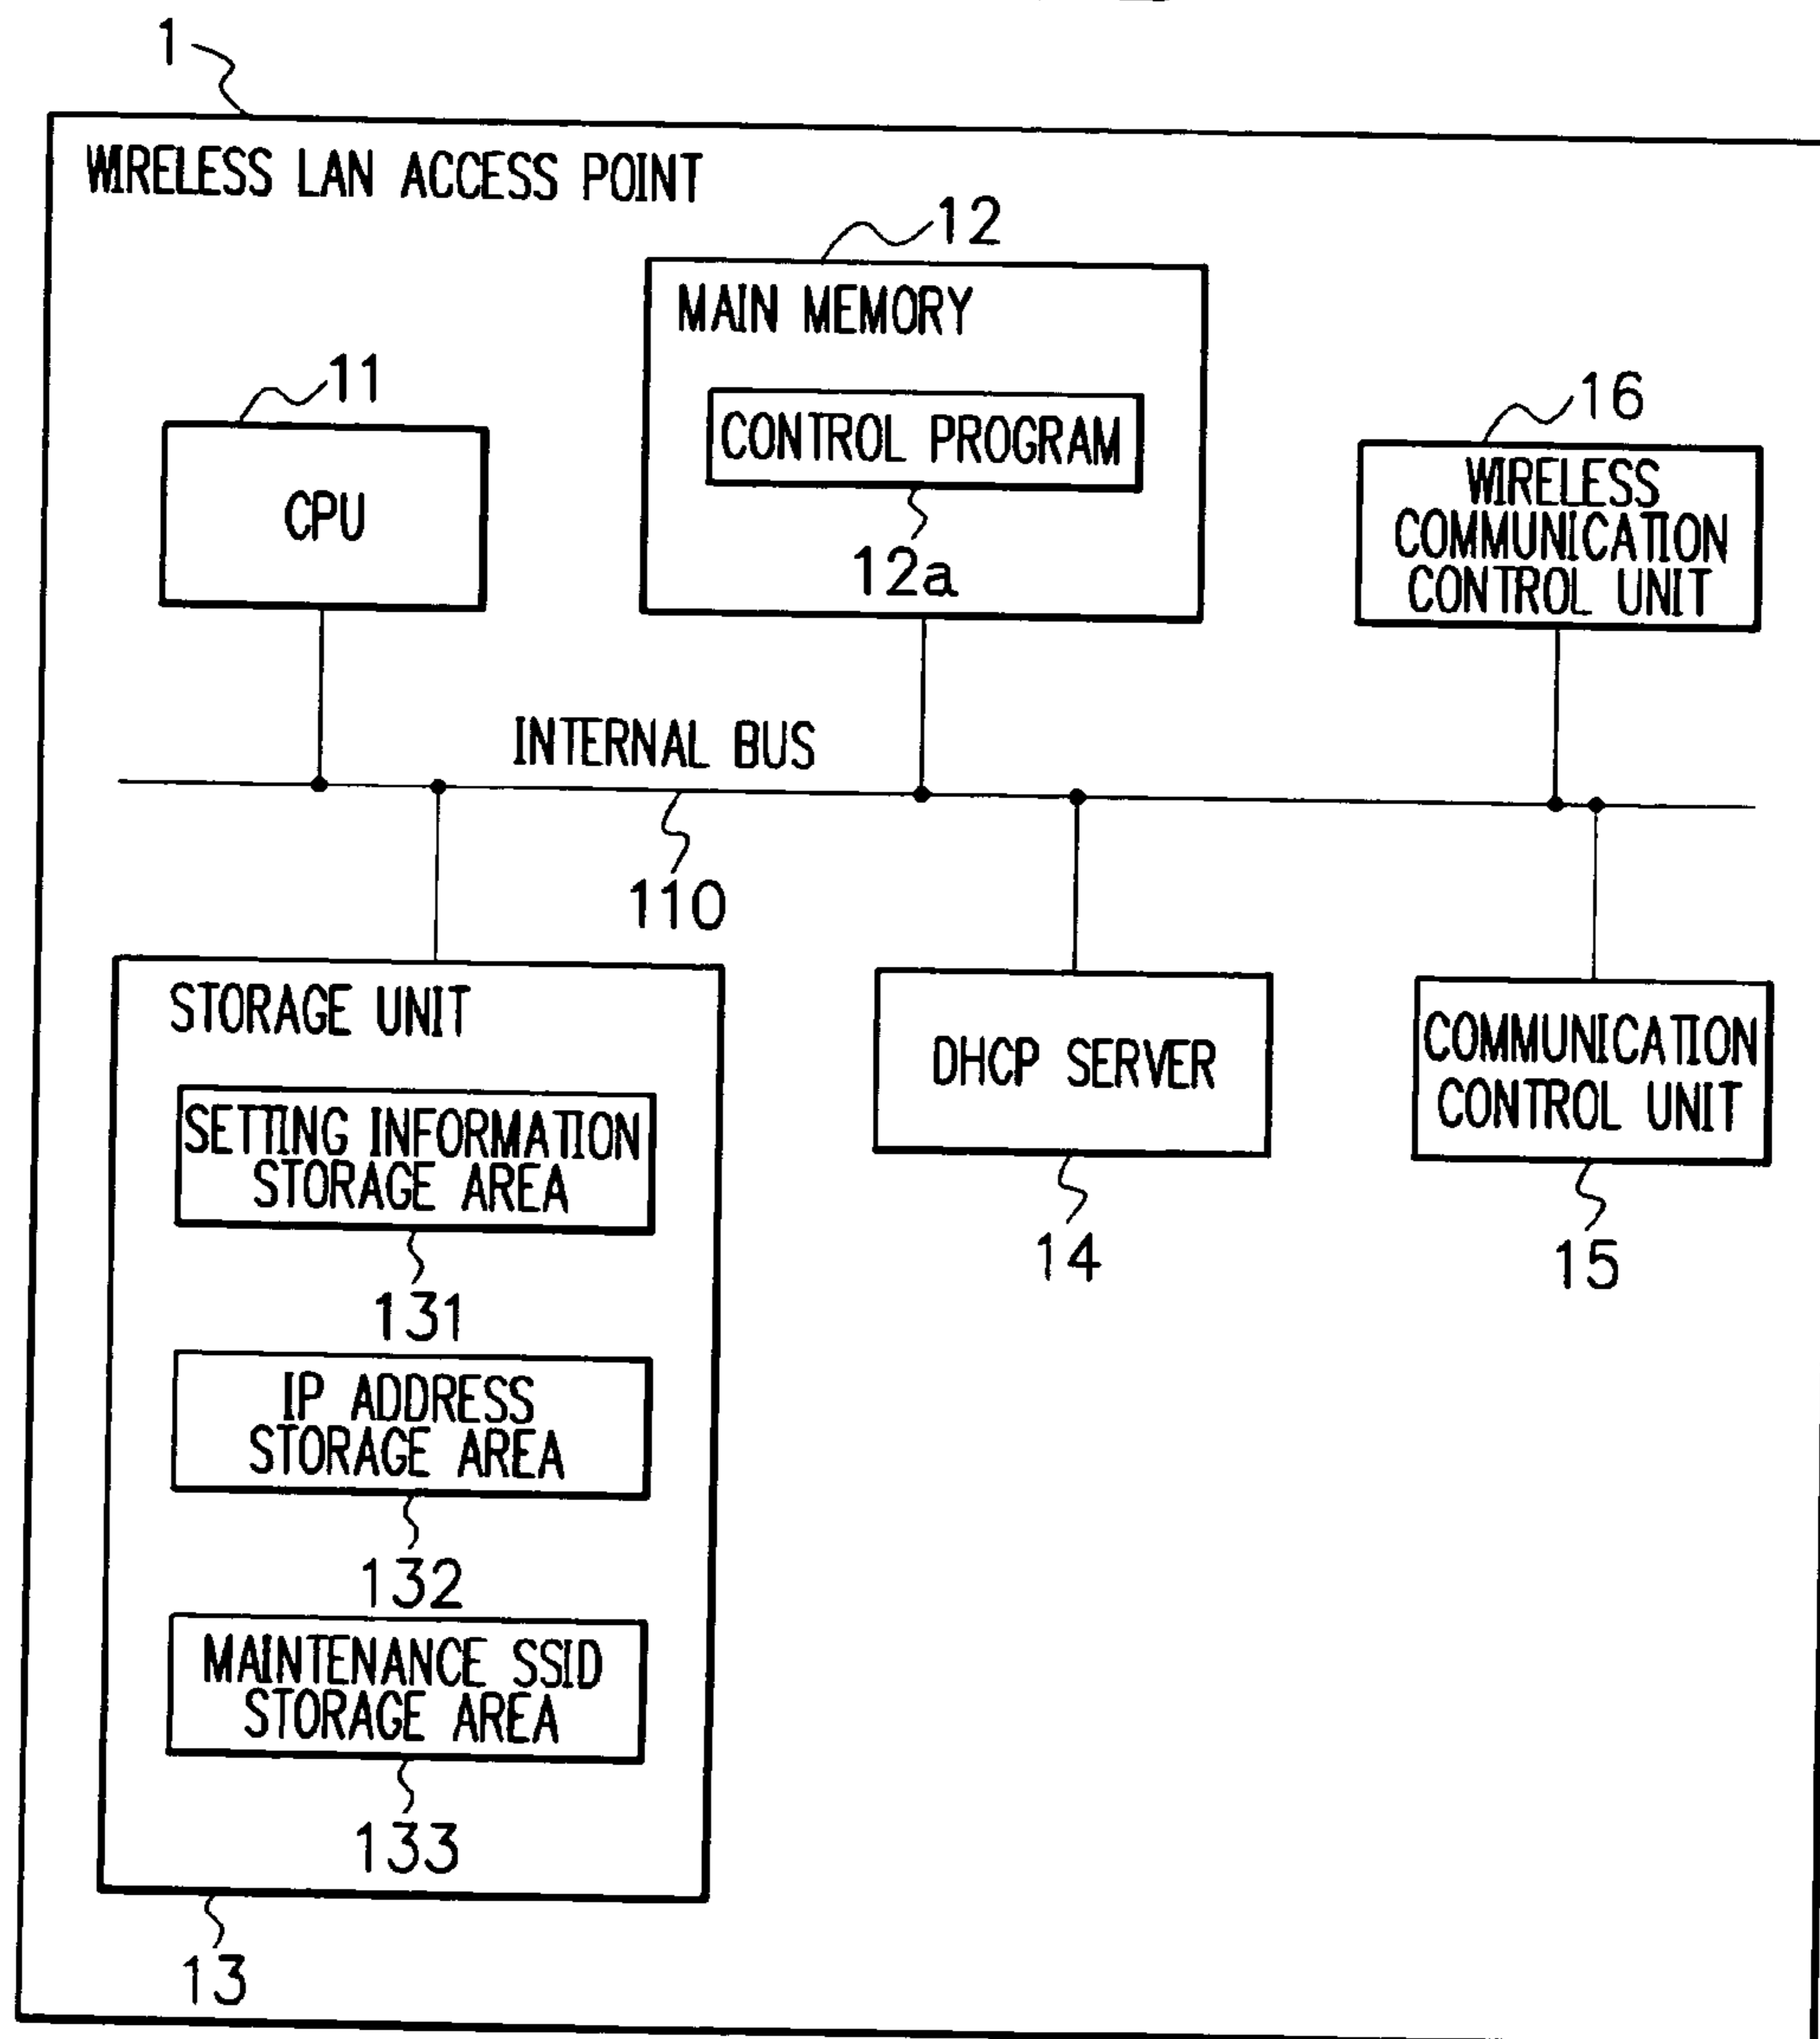 1
WIRELESS LAN ACCESS POINT
12
MAIN MEMORY
11
CONTROL PROGRAM
16
CPU
12a
WIRELESS
COMMUNICATION
CONTROL UNIT
INTERNAL BUS
110
STORAGE UNIT
SETTING INFORMATION
STORAGE AREA
131
IP ADDRESS
STORAGE AREA
132
MAINTENANCE SSID
STORAGE AREA
133
13
DHCP SERVER
14
COMMUNICATION
CONTROL UNIT
15